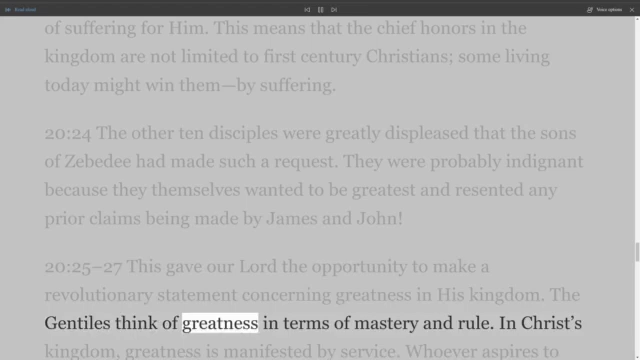 Read aloud
Voice options
of suffering for Him. This means that the chief honors in the
kingdom are not limited to first century Christians; some living
today might win them—by suffering.
20:24 The other ten disciples were greatly displeased that the sons
of Zebedee had made such a request. They were probably indignant
because they themselves wanted to be greatest and resented any
prior claims being made by James and John!
20:25–27 This gave our Lord the opportunity to make a
revolutionary statement concerning greatness in His kingdom. The
Gentiles think of greatness in terms of mastery and rule. In Christ’s
kingdom, greatness is manifested by service. Whoever aspires to